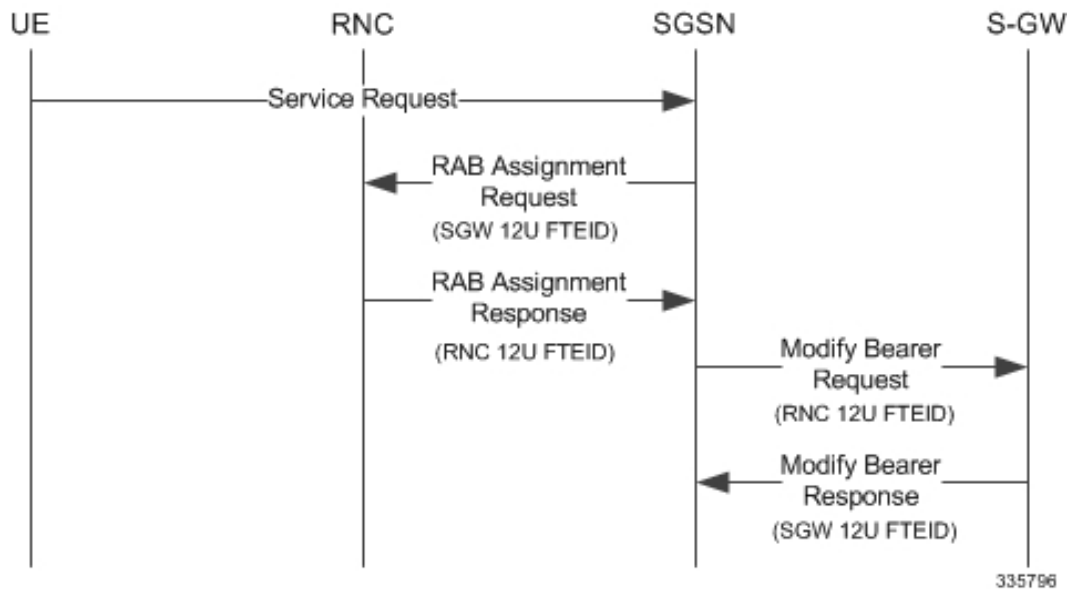 UE RNC SGSN S-GW
Service Request
RAB Assignment
Request
(SGW 12U FTEID)
RAB Assignment
Response
(RNC 12U FTEID)
Modify Bearer
Request
(RNC 12U FTEID)
Modify Bearer
Response
(SGW 12U FTEID)
335796